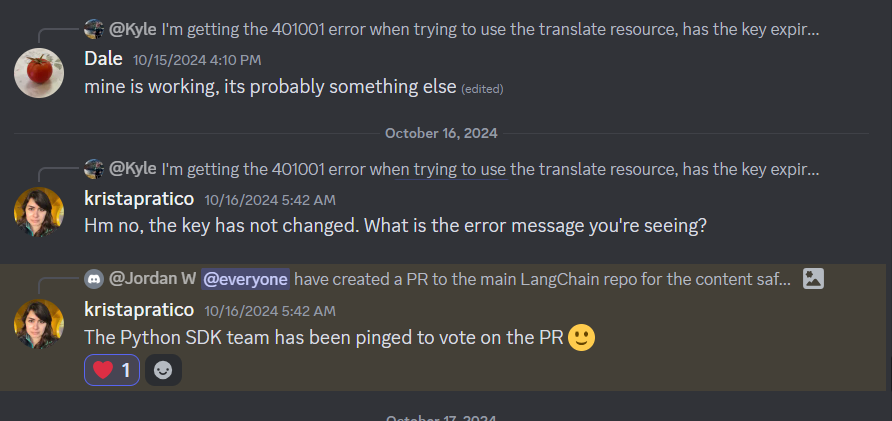 @Kyle I'm getting the 401001 error when trying to use the translate resource, has the key expir...
Dale 10/15/2024 4:10 PM
mine is working, its probably something else (edited)
October 16, 2024
@Kyle I'm getting the 401001 error when trying to use the translate resource, has the key expir...
kristapratico 10/16/2024 5:42 AM
Hm no, the key has not changed. What is the error message you're seeing?
@Jordan W @everyone have created a PR to the main LangChain repo for the content saf...
kristapratico 10/16/2024 5:42 AM
The Python SDK team has been pinged to vote on the PR 🙂
❤️ 1
October 17, 2024